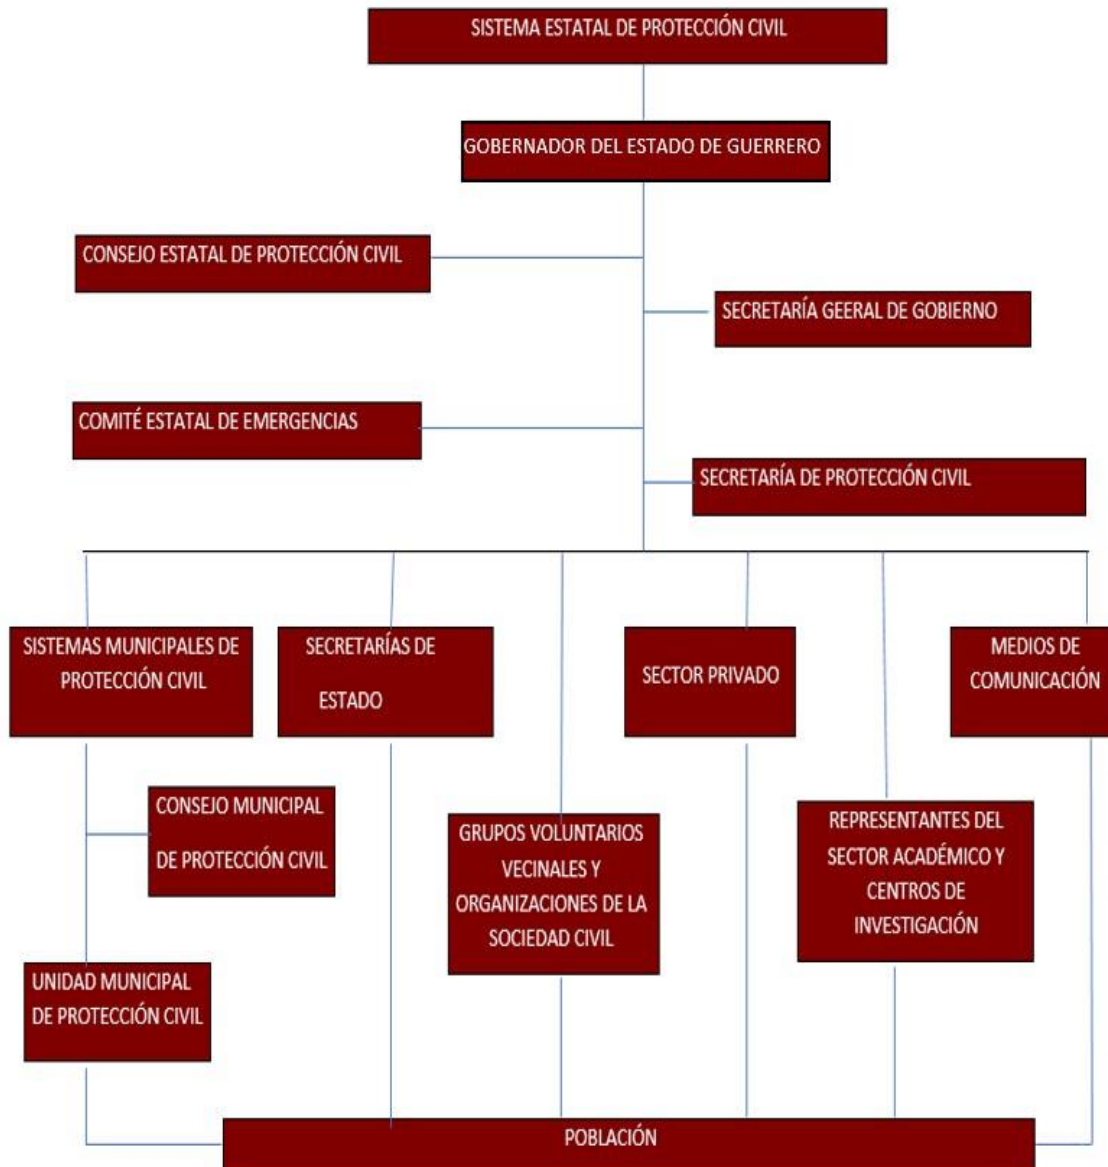 SISTEMA ESTATAL DE PROTECCIÓN CIVIL
GOBERNADOR DEL ESTADO DE GUERRERO
CONSEJO ESTATAL DE PROTECCIÓN CIVIL
SECRETARÍA GEERAL DE GOBIERNO
COMITÉ ESTATAL DE EMERGENCIAS
SECRETARÍA DE PROTECCIÓN CIVIL
SISTEMAS MUNICIPALES DE
PROTECCIÓN CIVIL
SECRETARÍAS DE
ESTADO
SECTOR PRIVADO
MEDIOS DE
COMUNICACIÓN
CONSEJO MUNICIPAL
DE PROTECCIÓN CIVIL
GRUPOS VOLUNTARIOS
VECINALES Y
ORGANIZACIONES DE LA
SOCIEDAD CIVIL
REPRESENTANTES DEL
SECTOR ACADÉMICO Y
CENTROS DE
INVESTIGACIÓN
UNIDAD MUNICIPAL
DE PROTECCIÓN CIVIL
POBLACIÓN